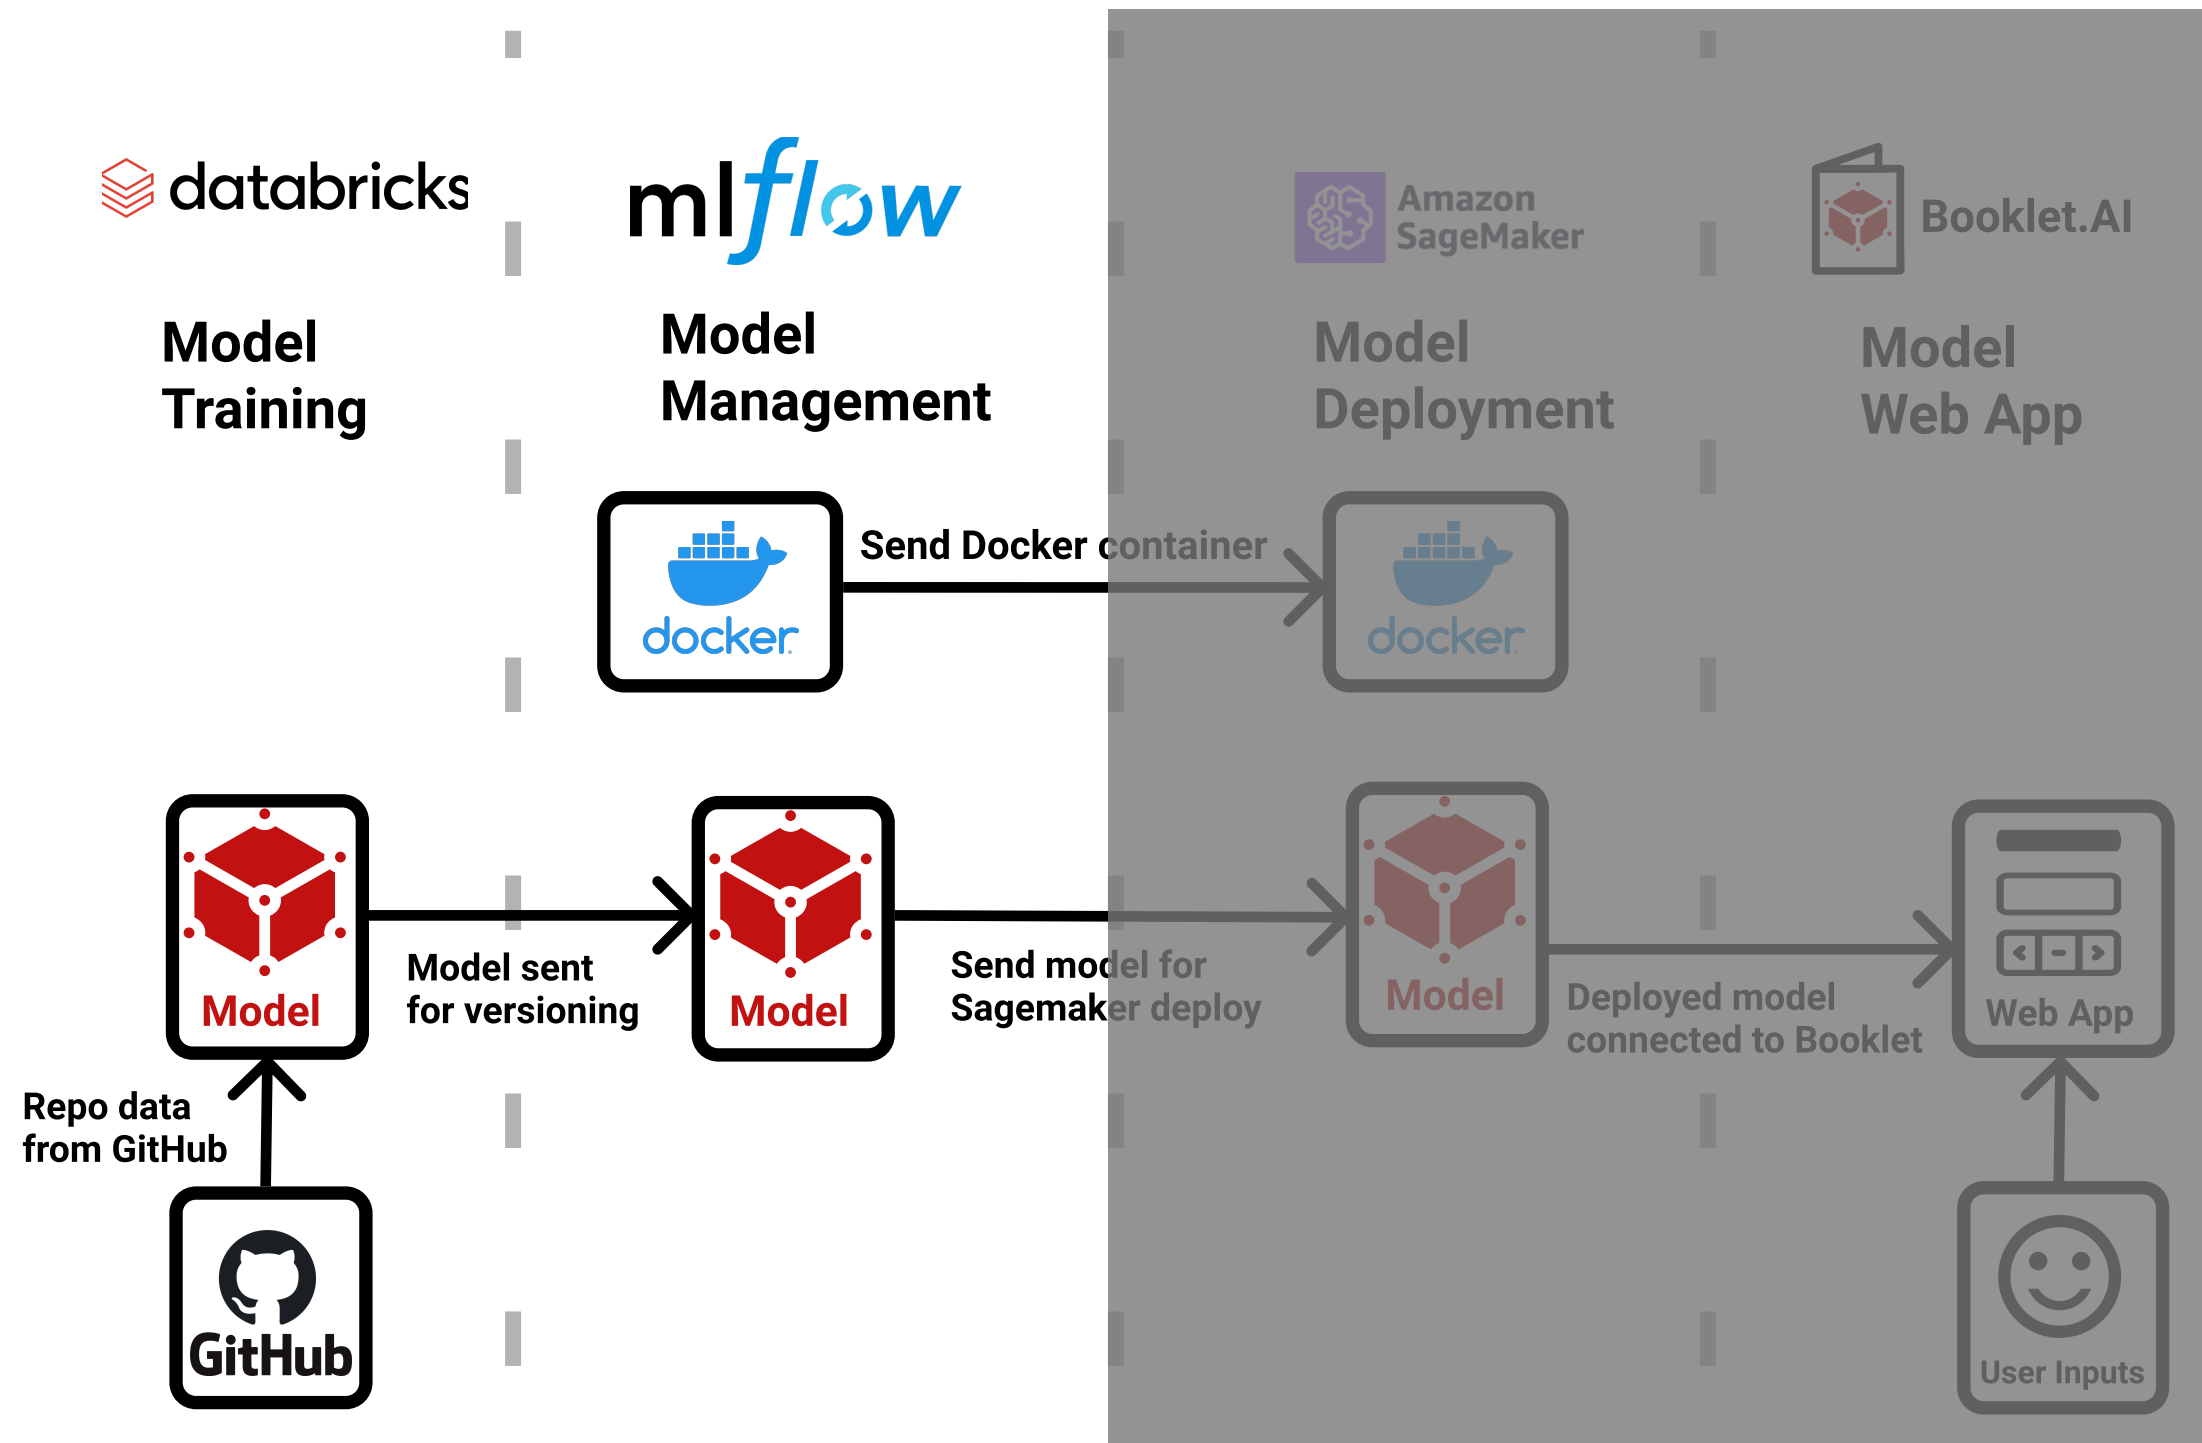 databricks
mlflow
Amazon
SageMaker
Booklet.AI
Model
Training
Model
Management
Model
Deployment
Model
Web App
docker
Send Docker container
docker
Model
Model sent
for versioning
Model
Send model for
Sagemaker deploy
Model
Deployed model
connected to Booklet
Web App
Repo data
from GitHub
GitHub
User Inputs